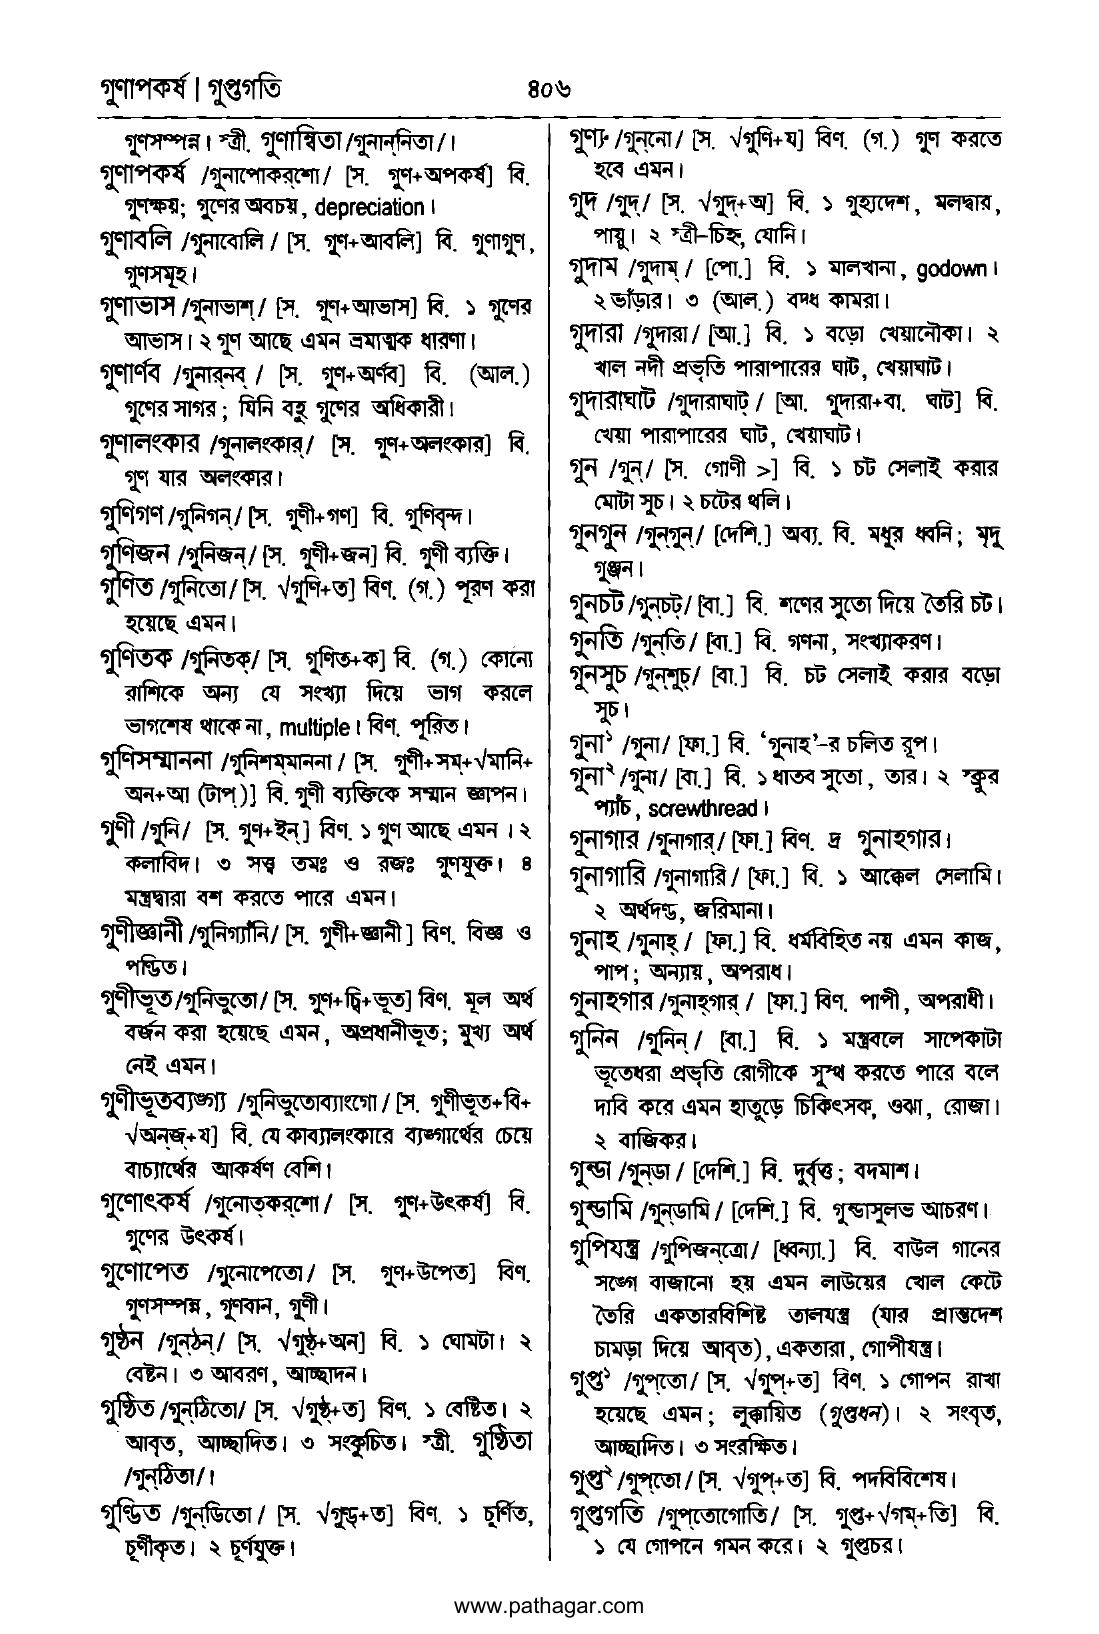 গুণাপকর্ষ | গুপ্তগতি
৪০৬
গুণসম্পন্ন। স্ত্রী. গুণান্বিতা /গুনান্‌নিতা/।
গুণাপকর্ষ /গুনাপোকর্‌শো/ [স. গুণ+অপকর্ষ] বি.
গুণক্ষয়; গুণের অবচয়, depreciation।
গুণাবলি /গুনাবোলি/ [স. গুণ+আবলি] বি. গুণাগুণ,
গুণসমূহ।
গুণাভাস /গুনাভাশ্‌/ [স. গুণ+আভাস] বি. ১ গুণের
আভাস। ২ গুণ আছে এমন ভ্রমাত্মক ধারণা।
গুণার্ণব /গুনার্‌নব্‌/ [স. গুণ+অর্ণব] বি. (আল.)
গুণের সাগর; যিনি বহু গুণের অধিকারী।
গুণালংকার /গুনালংকার্‌/ [স. গুণ+অলংকার] বি.
গুণ যার অলংকার।
গুণিগণ /গুনিগন্‌/ [স. গুণী+গণ] বি. গুণিবৃন্দ।
গুণিজন /গুনিজন্‌/ [স. গুণী+জন] বি. গুণী ব্যক্তি।
গুণিত /গুনিতো/ [স. √গুণি+ত] বিণ. (গ.) পূরণ করা
হয়েছে এমন।
গুণিতক /গুনিতক্‌/ [স. গুণিত+ক] বি. (গ.) কোনো
রাশিকে অন্য যে সংখ্যা দিয়ে ভাগ করলে
ভাগশেষ থাকে না, multiple। বিণ. পূরিত।
গুণিসম্মাননা /গুনিশম্‌মাননা/ [স. গুণী+সম্‌+√মানি+
অন+আ (টাপ্‌)] বি. গুণী ব্যক্তিকে সম্মান জ্ঞাপন।
গুণী /গুনি/ [স. গুণ+ইন্‌] বিণ. ১ গুণ আছে এমন। ২
কলাবিদ। ৩ সত্ত্ব তমঃ ও রজঃ গুণযুক্ত। ৪
মন্ত্রদ্বারা বশ করতে পারে এমন।
গুণীজ্ঞানী /গুনিগ্যাঁনি/ [স. গুণী+জ্ঞানী] বিণ. বিজ্ঞ ও
পণ্ডিত।
গুণীভূত /গুনিভুতো/ [স. গুণ+চ্বি+ভূত] বিণ. মূল অর্থ
বর্জন করা হয়েছে এমন, অপ্রধানীভূত; মুখ্য অর্থ
নেই এমন।
গুণীভূতব্যঙ্গ্য /গুনিভুতোব্যাংগো/ [স. গুণীভূত+বি+
√অন্‌জ্‌+য] বি. যে কাব্যালংকারে ব্যঙ্গার্থের চেয়ে
বাচ্যার্থের আকর্ষণ বেশি।
গুণোৎকর্ষ /গুনোত্‌কর্‌শো/ [স. গুণ+উৎকর্ষ] বি.
গুণের উৎকর্ষ।
গুণোপেত /গুনোপেতো/ [স. গুণ+উপেত] বিণ.
গুণসম্পন্ন, গুণবান, গুণী।
গুণ্ঠন /গুন্‌ঠন্‌/ [স. √গুণ্ঠ্‌+অন] বি. ১ ঘোমটা। ২
বেষ্টন। ৩ আবরণ, আচ্ছাদন।
গুণ্ঠিত /গুন্‌ঠিতো/ [স. √গুণ্ঠ্‌+ত] বিণ. ১ বেষ্টিত। ২
আবৃত, আচ্ছাদিত। ৩ সংকুচিত। স্ত্রী. গুণ্ঠিতা
/গুন্‌ঠিতা/।
গুণ্ডিত /গুন্‌ডিতো/ [স. √গুণ্ড্‌+ত] বিণ. ১ চূর্ণিত,
চূর্ণীকৃত। ২ চূর্ণযুক্ত।
গুণ্য /গুন্‌নো/ [স. √গুণি+য] বিণ. (গ.) গুণ করতে
হবে এমন।
গুদ /গুদ্‌/ [স. √গুদ্‌+অ] বি. ১ গুহ্যদেশ, মলদ্বার,
পায়ু। ২ স্ত্রী-চিহ্ন, যোনি।
গুদাম /গুদাম্‌/ [পো.] বি. ১ মালখানা, godown।
২ ভাঁড়ার। ৩ (আল.) বদ্ধ কামরা।
গুদারা /গুদারা/ [আ.] বি. ১ বড়ো খেয়ানৌকা। ২
খাল নদী প্রভৃতি পারাপারের ঘাট, খেয়াঘাট।
গুদারাঘাট /গুদারাঘাট্‌/ [আ. গুদারা+বা. ঘাট] বি.
খেয়া পারাপারের ঘাট, খেয়াঘাট।
গুন /গুন্‌/ [স. গোণী >] বি. ১ চট সেলাই করার
মোটা সুচ। ২ চটের থলি।
গুনগুন /গুন্‌গুন্‌/ [দেশি.] অব্য. বি. মধুর ধ্বনি; মৃদু
গুঞ্জন।
গুনচট /গুন্‌চট্‌/ [বা.] বি. শণের সুতো দিয়ে তৈরি চট।
গুনতি /গুন্‌তি/ [বা.] বি. গণনা, সংখ্যাকরণ।
গুনসুচ /গুন্‌শুচ্‌/ [বা.] বি. চট সেলাই করার বড়ো
সুচ।
গুনা১ /গুনা/ [ফা.] বি. ‘গুনাহ’-র চলিত রূপ।
গুনা২ /গুনা/ [বা.] বি. ১ ধাতব সুতো, তার। ২ স্ক্রুর
প্যাঁচ, screwthread।
গুনাগার /গুনাগার্‌/ [ফা.] বিণ. দ্র গুনাহগার।
গুনাগারি /গুনাগারি/ [ফা.] বি. ১ আক্কেল সেলামি।
২ অর্থদণ্ড, জরিমানা।
গুনাহ /গুনাহ্‌/ [ফা.] বি. ধর্মবিহিত নয় এমন কাজ,
পাপ; অন্যায়, অপরাধ।
গুনাহগার /গুনাহ্‌গার্‌/ [ফা.] বিণ. পাপী, অপরাধী।
গুনিন /গুনিন্‌/ [বা.] বি. ১ মন্ত্রবলে সাপেকাটা
ভূতেধরা প্রভৃতি রোগীকে সুস্থ করতে পারে বলে
দাবি করে এমন হাতুড়ে চিকিৎসক, ওঝা, রোজা।
২ বাজিকর।
গুন্ডা /গুন্‌ডা/ [দেশি.] বি. দুর্বৃত্ত; বদমাশ।
গুন্ডামি /গুন্‌ডামি/ [দেশি.] বি. গুন্ডাসুলভ আচরণ।
গুপিযন্ত্র /গুপিজন্‌ত্রো/ [ধ্বন্যা.] বি. বাউল গানের
সঙ্গে বাজানো হয় এমন লাউয়ের খোল কেটে
তৈরি একতারবিশিষ্ট তালযন্ত্র (যার প্রান্তদেশ
চামড়া দিয়ে আবৃত), একতারা, গোপীযন্ত্র।
গুপ্ত১ /গুপ্‌তো/ [স. √গুপ্‌+ত] বিণ. ১ গোপন রাখা
হয়েছে এমন; লুক্কায়িত (গুপ্তধন)। ২ সংবৃত,
আচ্ছাদিত। ৩ সংরক্ষিত।
গুপ্ত২ /গুপ্‌তো/ [স. √গুপ্‌+ত] বি. পদবিবিশেষ।
গুপ্তগতি /গুপ্‌তোগোতি/ [স. গুপ্ত+√গম্‌+তি] বি.
১ যে গোপনে গমন করে। ২ গুপ্তচর।
www.pathagar.com